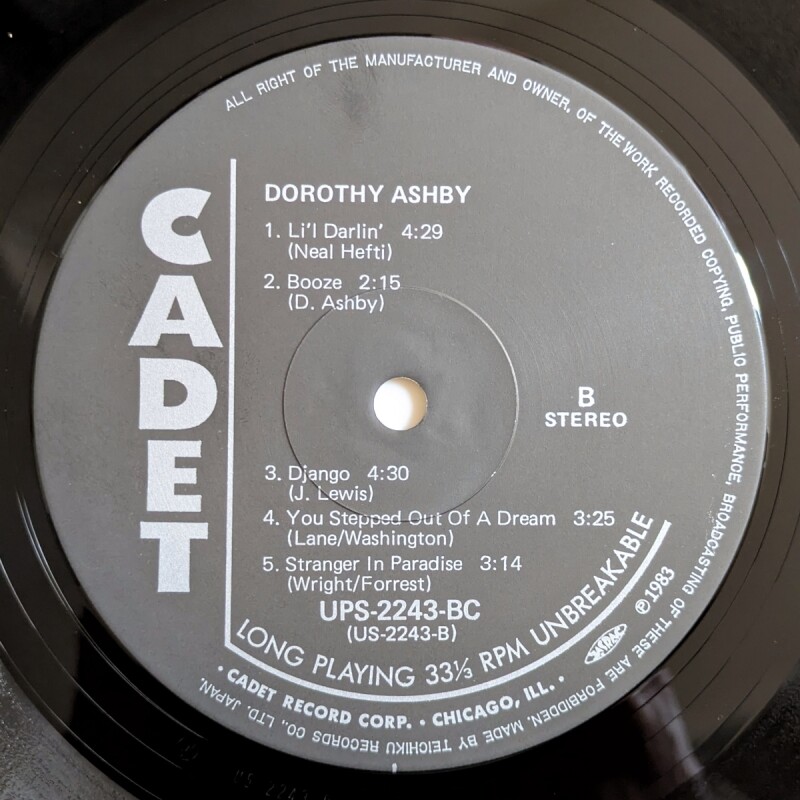 ALL RIGHT OF THE MANUFACTURER AND OWNER, OF THE WORK RECORDED COPYING, PUBLIC PERFORMANCE, BROADCASTING OF THESE ARE FORBIDDEN. MADE BY TEICHIKU RECORDS CO., LTD. JAPAN.
CADET
DOROTHY ASHBY
1. Li'l Darlin' 4:29
(Neal Hefti)
2. Booze 2:15
(D. Ashby)
B
STEREO
3. Django 4:30
(J. Lewis)
4. You Stepped Out Of A Dream 3:25
(Lane/Washington)
5. Stranger In Paradise 3:14
(Wright/Forrest)
UPS-2243-BC
(US-2243-B)
LONG PLAYING 33⅓ RPM UNBREAKABLE
℗1983
• CADET RECORD CORP. • CHICAGO, ILL. •